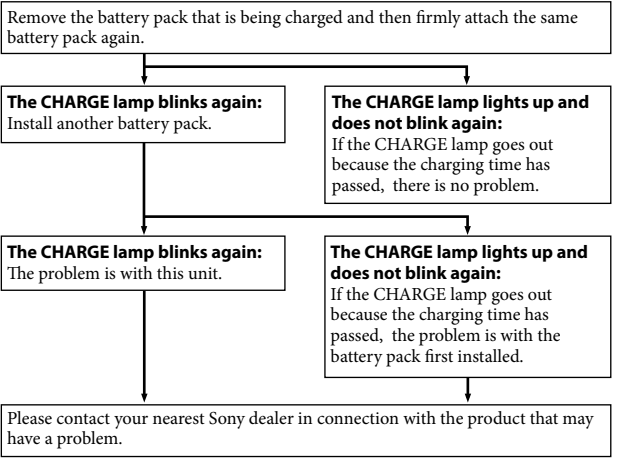 Remove the battery pack that is being charged and then firmly attach the same
battery pack again.
The CHARGE lamp blinks again:
Install another battery pack.
The CHARGE lamp lights up and
does not blink again:
If the CHARGE lamp goes out
because the charging time has
passed, there is no problem.
The CHARGE lamp blinks again:
The problem is with this unit.
The CHARGE lamp lights up and
does not blink again:
If the CHARGE lamp goes out
because the charging time has
passed, the problem is with the
battery pack first installed.
Please contact your nearest Sony dealer in connection with the product that may
have a problem.